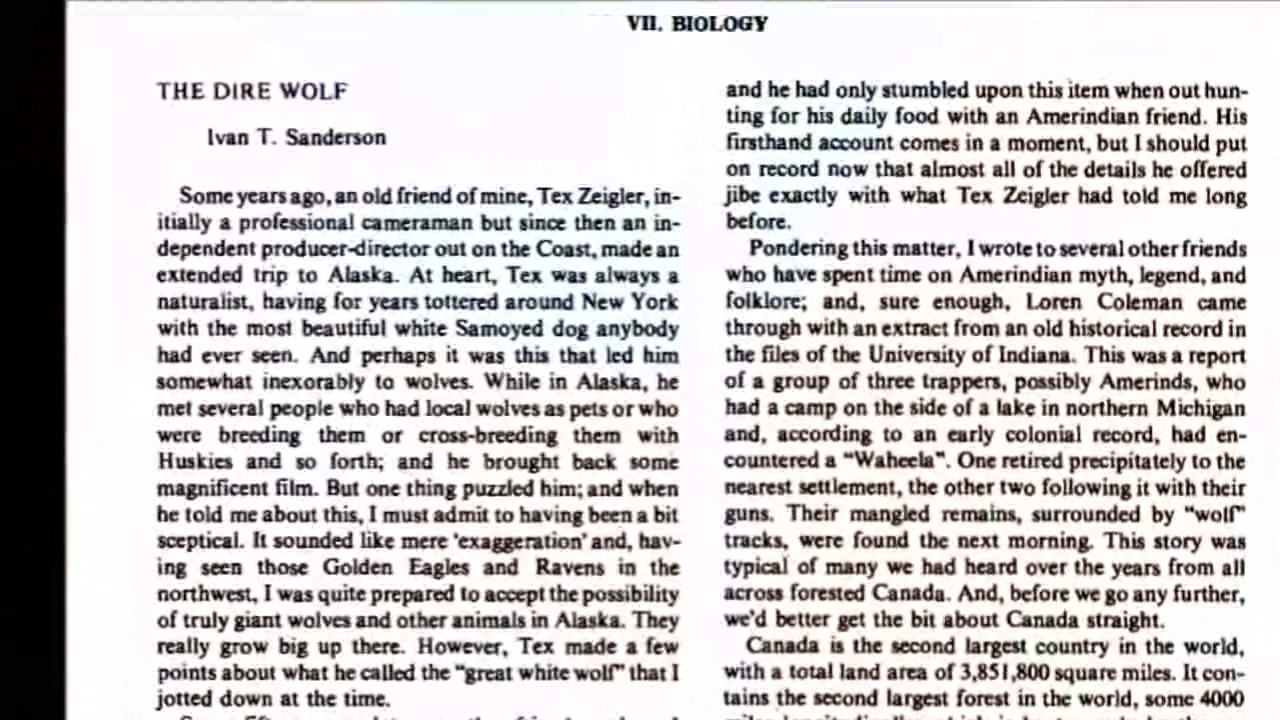 VII. BIOLOGY
THE DIRE WOLF
Ivan T. Sanderson
Some years ago, an old friend of mine, Tex Zeigler, in-
itially a professional cameraman but since then an in-
dependent producer-director out on the Coast, made an
extended trip to Alaska. At heart, Tex was always a
naturalist, having for years tottered around New York
with the most beautiful white Samoyed dog anybody
had ever seen. And perhaps it was this that led him
somewhat inexorably to wolves. While in Alaska, he
met several people who had local wolves as pets or who
were breeding them or cross-breeding them with
Huskies and so forth; and he brought back some
magnificent film. But one thing puzzled him; and when
he told me about this, I must admit to having been a bit
sceptical. It sounded like mere 'exaggeration' and, hav-
ing seen those Golden Eagles and Ravens in the
northwest, I was quite prepared to accept the possibility
of truly giant wolves and other animals in Alaska. They
really grow big up there. However, Tex made a few
points about what he called the "great white wolf" that I
jotted down at the time.
and he had only stumbled upon this item when out hun-
ting for his daily food with an Amerindian friend. His
firsthand account comes in a moment, but I should put
on record now that almost all of the details he offered
jibe exactly with what Tex Zeigler had told me long
before.
Pondering this matter, I wrote to several other friends
who have spent time on Amerindian myth, legend, and
folklore; and, sure enough, Loren Coleman came
through with an extract from an old historical record in
the files of the University of Indiana. This was a report
of a group of three trappers, possibly Amerinds, who
had a camp on the side of a lake in northern Michigan
and, according to an early colonial record, had en-
countered a "Waheela". One retired precipitately to the
nearest settlement, the other two following it with their
guns. Their mangled remains, surrounded by "wolf"
tracks, were found the next morning. This story was
typical of many we had heard over the years from all
across forested Canada. And, before we go any further,
we'd better get the bit about Canada straight.
Canada is the second largest country in the world,
with a total land area of 3,851,800 square miles. It con-
tains the second largest forest in the world, some 4000